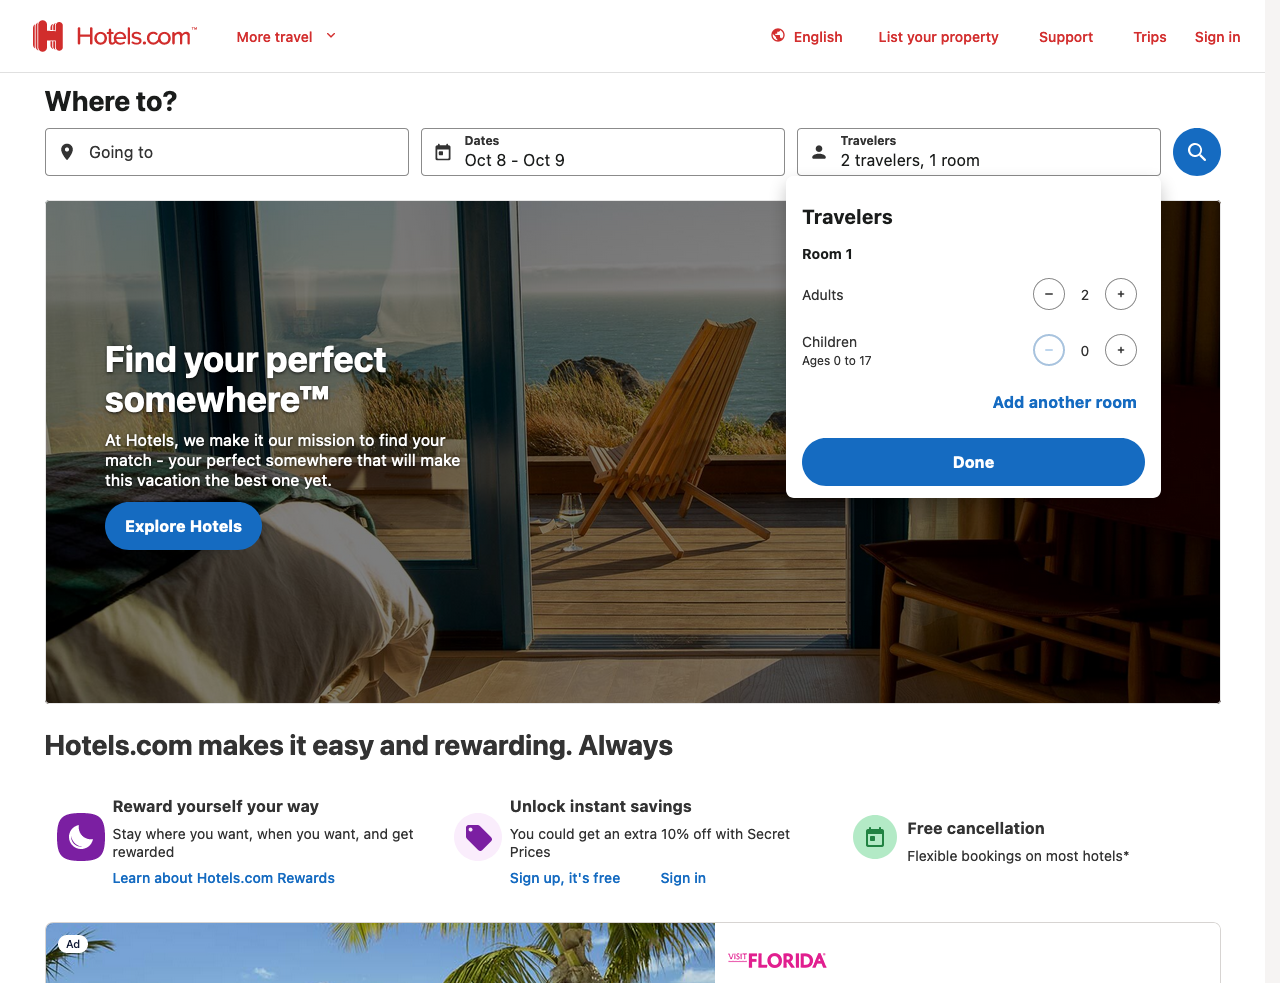 Hotels.com™
More travel
English
List your property
Support
Trips
Sign in
Where to?
Going to
Dates
Oct 8 - Oct 9
Travelers
2 travelers, 1 room
Travelers
Room 1
Adults
2
Children
0
Ages 0 to 17
Add another room
Done
Find your perfect
somewhere™
At Hotels, we make it our mission to find your
match - your perfect somewhere that will make
this vacation the best one yet.
Explore Hotels
Hotels.com makes it easy and rewarding. Always
Reward yourself your way
Stay where you want, when you want, and get
rewarded
Learn about Hotels.com Rewards
Unlock instant savings
You could get an extra 10% off with Secret
Prices
Sign up, it's free
Sign in
Free cancellation
Flexible bookings on most hotels*
Ad
VISIT FLORIDA